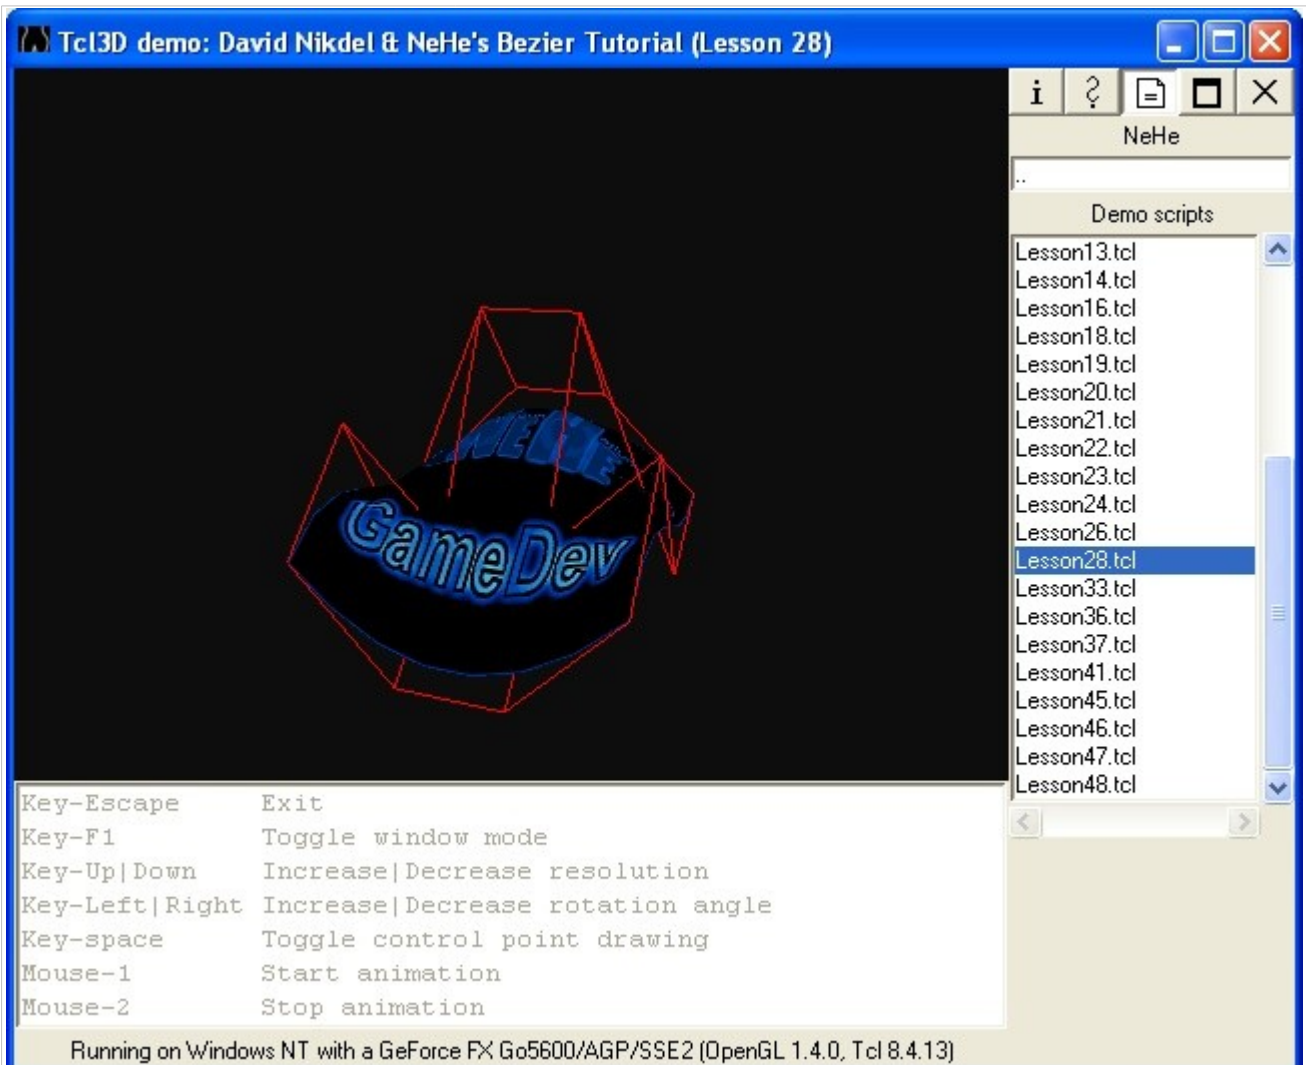 Tcl3D demo: David Nikdel & NeHe's Bezier Tutorial (Lesson 28)
i ?
NeHe
..
Demo scripts
Lesson13.tcl
Lesson14.tcl
Lesson16.tcl
Lesson18.tcl
Lesson19.tcl
Lesson20.tcl
Lesson21.tcl
Lesson22.tcl
Lesson23.tcl
Lesson24.tcl
Lesson26.tcl
Lesson28.tcl
Lesson33.tcl
Lesson36.tcl
Lesson37.tcl
Lesson41.tcl
Lesson45.tcl
Lesson46.tcl
Lesson47.tcl
Lesson48.tcl
NeHe
GameDev
Key-Escape Exit
Key-F1 Toggle window mode
Key-Up|Down Increase|Decrease resolution
Key-Left|Right Increase|Decrease rotation angle
Key-space Toggle control point drawing
Mouse-1 Start animation
Mouse-2 Stop animation
Running on Windows NT with a GeForce FX Go5600/AGP/SSE2 (OpenGL 1.4.0, Tcl 8.4.13)